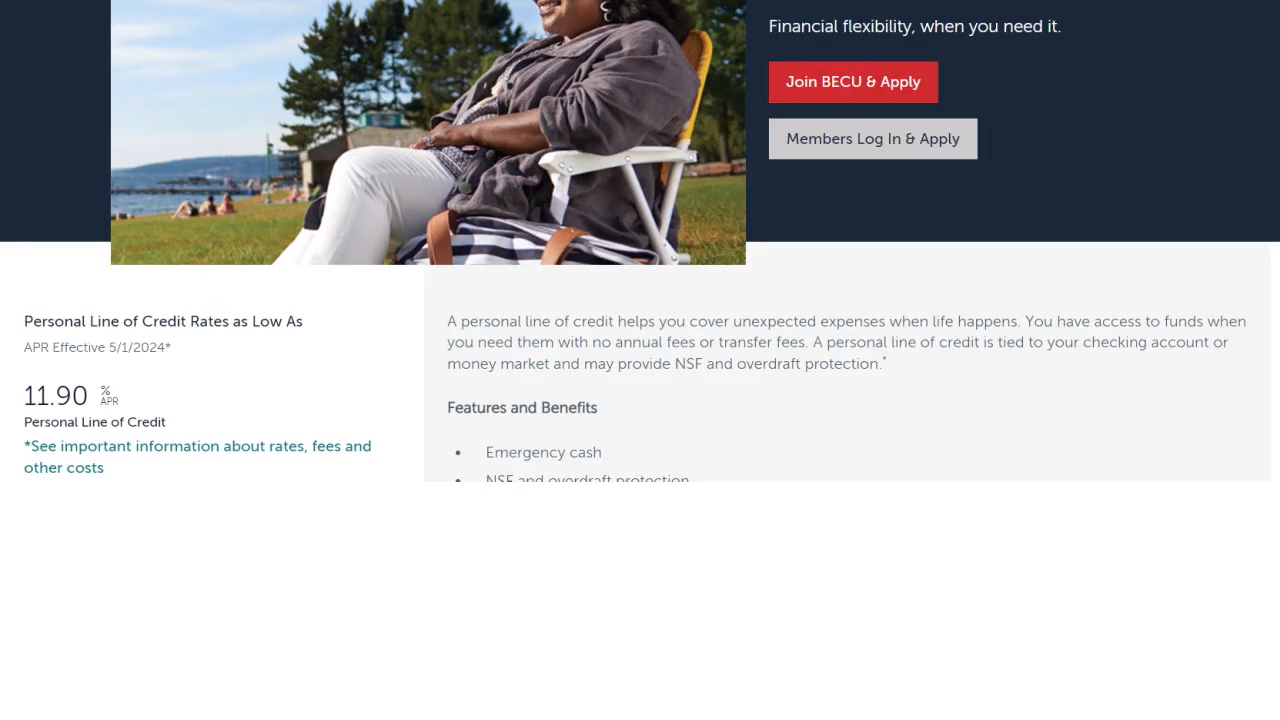 Financial flexibility, when you need it.
Join BECU & Apply
Members Log In & Apply
Personal Line of Credit Rates as Low As
APR Effective 5/1/2024*
11.90 % APR
Personal Line of Credit
*See important information about rates, fees and
other costs
A personal line of credit helps you cover unexpected expenses when life happens. You have access to funds when
you need them with no annual fees or transfer fees. A personal line of credit is tied to your checking account or
money market and may provide NSF and overdraft protection.*
Features and Benefits
• Emergency cash
• NSF and overdraft protection